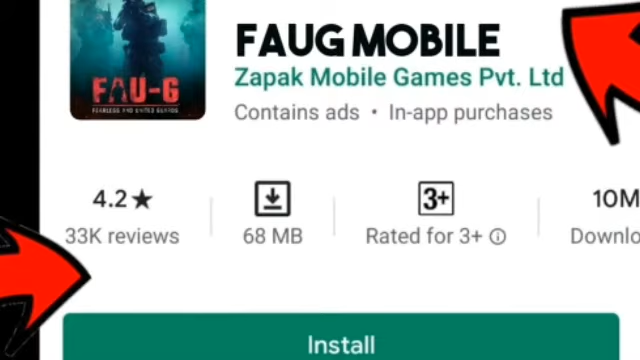 FAUG MOBILE
Zapak Mobile Games Pvt. Ltd
Contains ads • In-app purchases
FAU-G
FEARLESS AND UNITED GUARDS
4.2★
33K reviews
68 MB
3+
Rated for 3+
10M
Downlo
Install